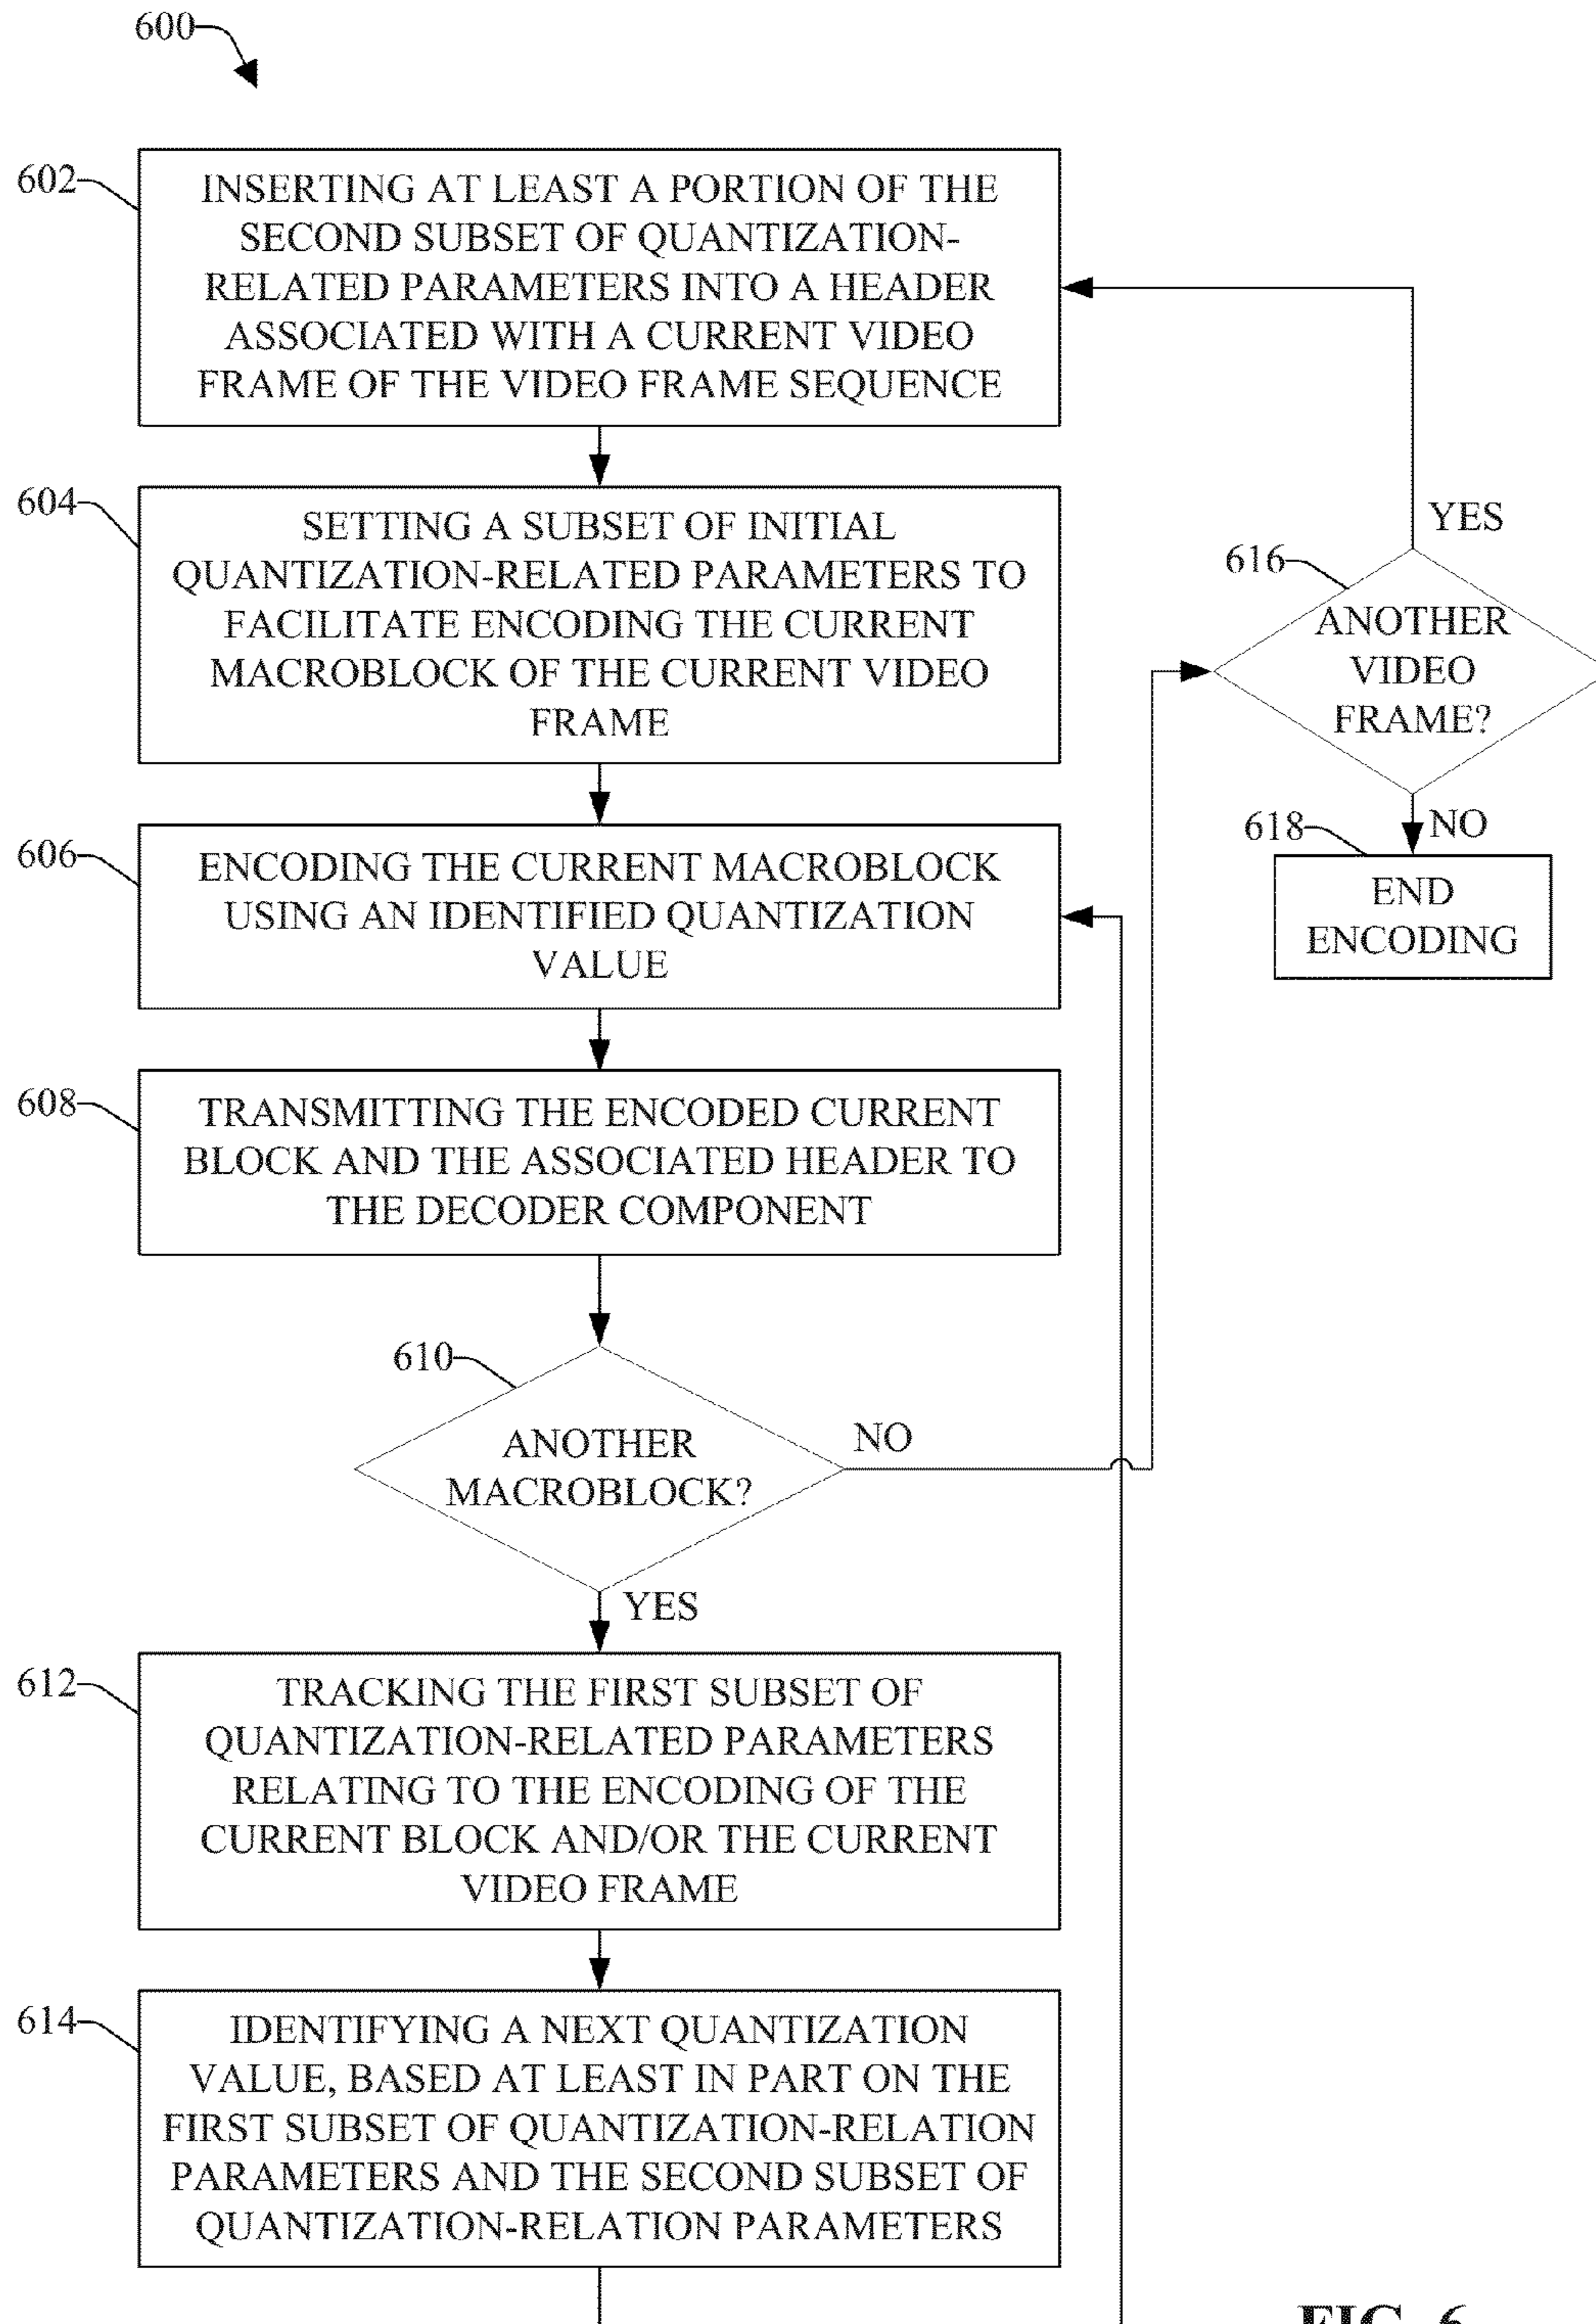 600
602
INSERTING AT LEAST A PORTION OF THE
SECOND SUBSET OF QUANTIZATION-
RELATED PARAMETERS INTO A HEADER
ASSOCIATED WITH A CURRENT VIDEO
FRAME OF THE VIDEO FRAME SEQUENCE
604
SETTING A SUBSET OF INITIAL
QUANTIZATION-RELATED PARAMETERS TO
FACILITATE ENCODING THE CURRENT
MACROBLOCK OF THE CURRENT VIDEO
FRAME
606
ENCODING THE CURRENT MACROBLOCK
USING AN IDENTIFIED QUANTIZATION
VALUE
608
TRANSMITTING THE ENCODED CURRENT
BLOCK AND THE ASSOCIATED HEADER TO
THE DECODER COMPONENT
610
ANOTHER
MACROBLOCK?
NO
YES
612
TRACKING THE FIRST SUBSET OF
QUANTIZATION-RELATED PARAMETERS
RELATING TO THE ENCODING OF THE
CURRENT BLOCK AND/OR THE CURRENT
VIDEO FRAME
614
IDENTIFYING A NEXT QUANTIZATION
VALUE, BASED AT LEAST IN PART ON THE
FIRST SUBSET OF QUANTIZATION-RELATION
PARAMETERS AND THE SECOND SUBSET OF
QUANTIZATION-RELATION PARAMETERS
YES
616
ANOTHER
VIDEO
FRAME?
NO
618
END
ENCODING
FIG. 6